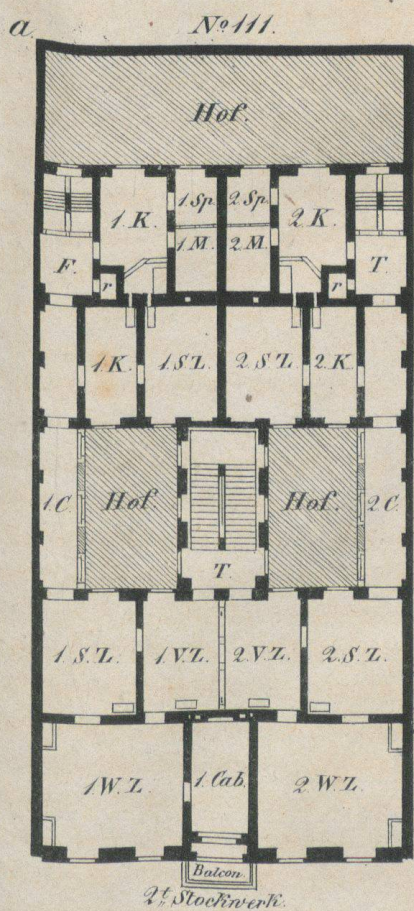 a. No 111.
Hof.
1. Sp. 2. Sp.
1. K. 2. K.
1. M. 2. M.
F. T.
r r
1. K. 1. S. Z. 2. S. Z. 2. K.
1. C. Hof. Hof. 2. C.
T.
1. S. Z. 1. V. Z. 2. V. Z. 2. S. Z.
1. W. Z. 1. Cab. 2. W. Z.
Balcon.
2t. Stockwerk.